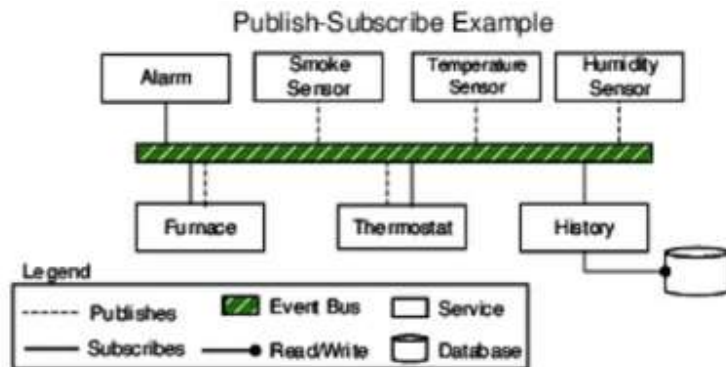 Publish-Subscribe Example
Alarm
Smoke
Sensor
Temperature
Sensor
Humidity
Sensor
Furnace
Thermostat
History
Legend
Publishes
Event Bus
Service
Subscribes
Read/Write
Database